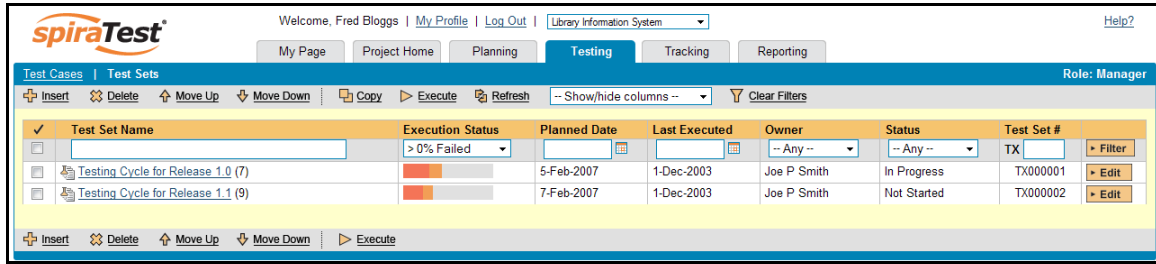 spiraTest®
Welcome, Fred Bloggs | My Profile | Log Out | Library Information System Help?
My Page Project Home Planning Testing Tracking Reporting
Test Cases | Test Sets Role: Manager
Insert Delete Move Up Move Down Copy Execute Refresh -- Show/hide columns -- Clear Filters
Test Set Name Execution Status Planned Date Last Executed Owner Status Test Set #
> 0% Failed -- Any -- -- Any -- TX Filter
Testing Cycle for Release 1.0 (7) 5-Feb-2007 1-Dec-2003 Joe P Smith In Progress TX000001 Edit
Testing Cycle for Release 1.1 (9) 7-Feb-2007 1-Dec-2003 Joe P Smith Not Started TX000002 Edit
Insert Delete Move Up Move Down Execute